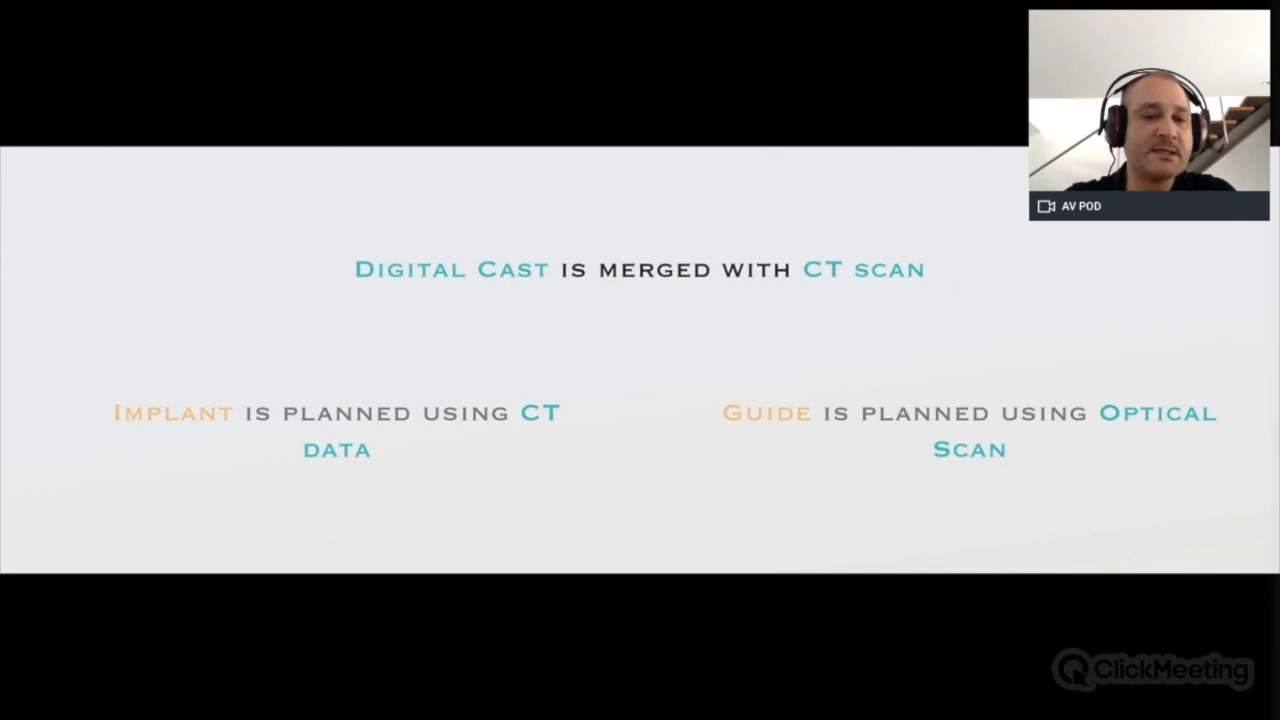 AV POD
Digital Cast is merged with CT scan
Implant is planned using CT
data
Guide is planned using Optical
Scan
ClickMeeting